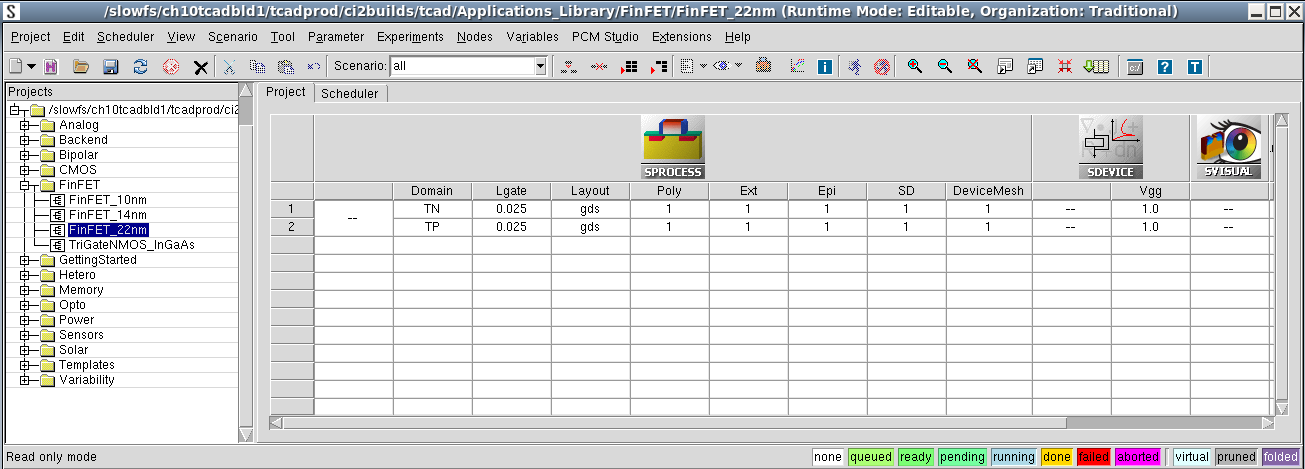 S /slowfs/ch10tcadbld1/tcadprod/ci2builds/tcad/Applications_Library/FinFET/FinFET_22nm (Runtime Mode: Editable, Organization: Traditional)
Project Edit Scheduler View Scenario Tool Parameter Experiments Nodes Variables PCM Studio Extensions Help
Scenario: all
Projects
/slowfs/ch10tcadbld1/tcadprod/ci2
Analog
Backend
Bipolar
CMOS
FinFET
FinFET_10nm
FinFET_14nm
FinFET_22nm
TriGateNMOS_InGaAs
GettingStarted
Hetero
Memory
Opto
Power
Sensors
Solar
Templates
Variability
Project Scheduler
SPROCESS SDEVICE SVISUAL
Domain Lgate Layout Poly Ext Epi SD DeviceMesh Vgg
1 -- TN 0.025 gds 1 1 1 1 1 -- 1.0 --
2 TP 0.025 gds 1 1 1 1 1 -- 1.0 --
Read only mode
none queued ready pending running done failed aborted virtual pruned folded